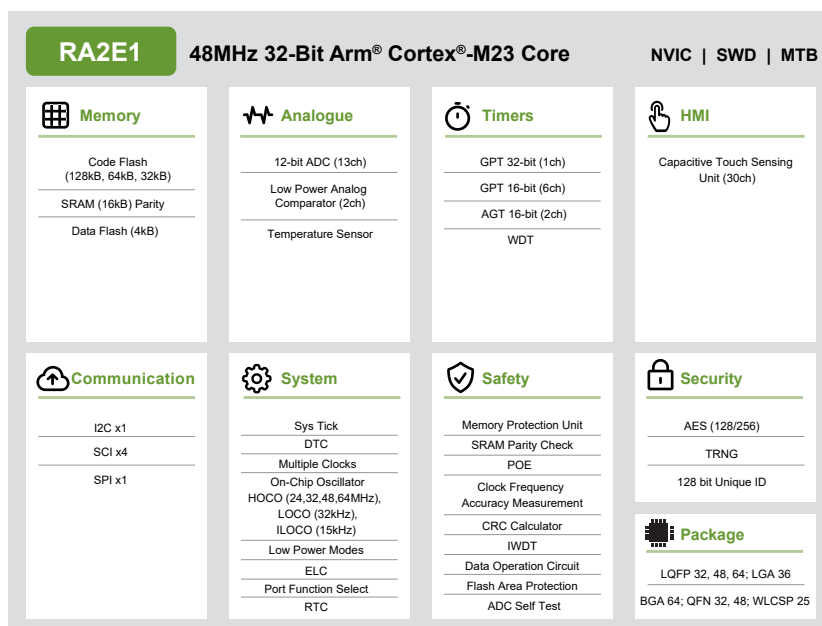 RA2E1
48MHz 32-Bit Arm® Cortex®-M23 Core
NVIC | SWD | MTB
Memory
Code Flash
(128kB, 64kB, 32kB)
SRAM (16kB) Parity
Data Flash (4kB)
Analogue
12-bit ADC (13ch)
Low Power Analog
Comparator (2ch)
Temperature Sensor
Timers
GPT 32-bit (1ch)
GPT 16-bit (6ch)
AGT 16-bit (2ch)
WDT
HMI
Capacitive Touch Sensing
Unit (30ch)
Communication
I2C x1
SCI x4
SPI x1
System
Sys Tick
DTC
Multiple Clocks
On-Chip Oscillator
HOCO (24,32,48,64MHz),
LOCO (32kHz),
ILOCO (15kHz)
Low Power Modes
ELC
Port Function Select
RTC
Safety
Memory Protection Unit
SRAM Parity Check
POE
Clock Frequency
Accuracy Measurement
CRC Calculator
IWDT
Data Operation Circuit
Flash Area Protection
ADC Self Test
Security
AES (128/256)
TRNG
128 bit Unique ID
Package
LQFP 32, 48, 64; LGA 36
BGA 64; QFN 32, 48; WLCSP 25